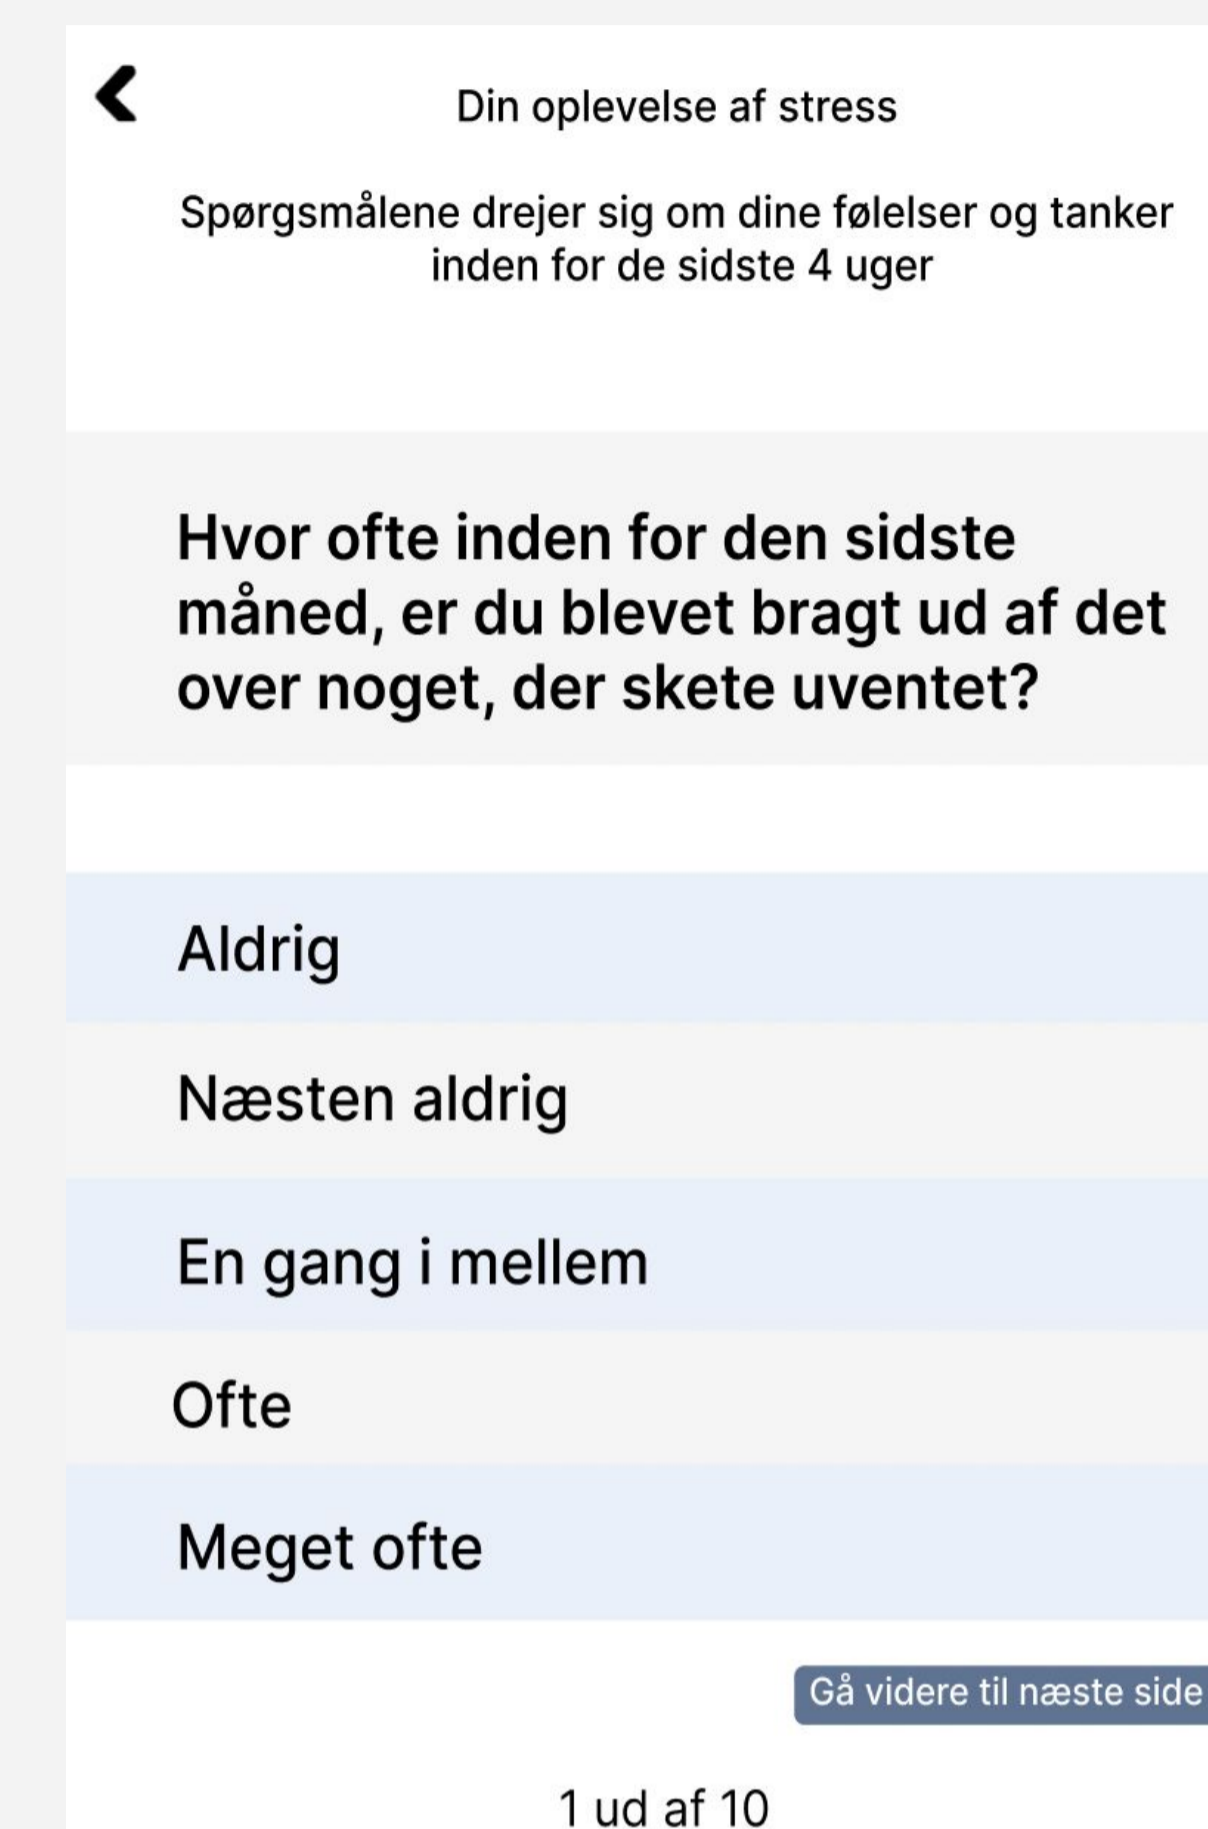 Din oplevelse af stress
Spørgsmålene drejer sig om dine følelser og tanker
inden for de sidste 4 uger
Hvor ofte inden for den sidste
måned, er du blevet bragt ud af det
over noget, der skete uventet?
Aldrig
Næsten aldrig
En gang i mellem
Ofte
Meget ofte
Gå videre til næste side
1 ud af 10